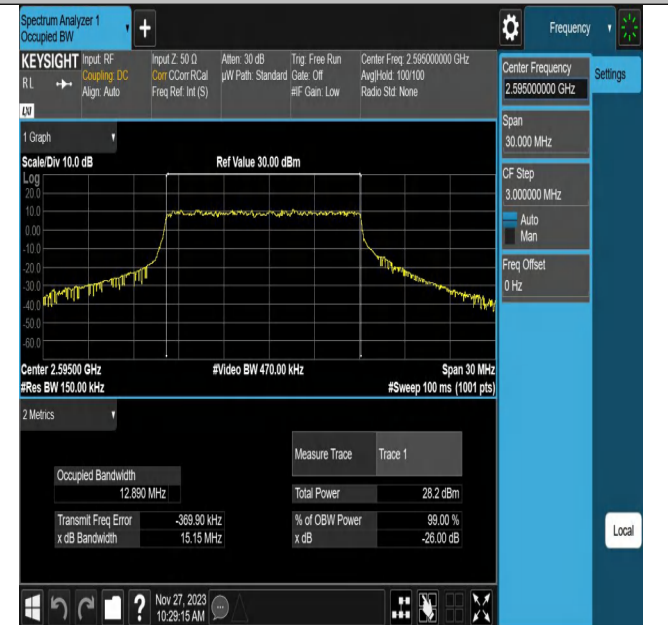 Spectrum Analyzer 1
Occupied BW
+
Frequency
KEYSIGHT
RL
LXI
Input: RF
Coupling: DC
Align: Auto
Input Z: 50 Ω
Corr CCorr RCal
Freq Ref: Int (S)
Atten: 30 dB
µW Path: Standard
Trig: Free Run
Gate: Off
#IF Gain: Low
Center Freq: 2.595000000 GHz
Avg|Hold: 100/100
Radio Std: None
Center Frequency
2.595000000 GHz
Settings
Span
30.000 MHz
CF Step
3.000000 MHz
Auto
Man
Freq Offset
0 Hz
1 Graph
Scale/Div 10.0 dB
Ref Value 30.00 dBm
Log
20.0
10.0
0.00
-10.0
-20.0
-30.0
-40.0
-50.0
-60.0
Center 2.59500 GHz
#Video BW 470.00 kHz
Span 30 MHz
#Res BW 150.00 kHz
#Sweep 100 ms (1001 pts)
2 Metrics
Measure Trace
Trace 1
Occupied Bandwidth
12.890 MHz
Total Power
28.2 dBm
Transmit Freq Error
-369.90 kHz
% of OBW Power
99.00 %
x dB Bandwidth
15.15 MHz
x dB
-26.00 dB
Local
?
Nov 27, 2023
10:29:15 AM